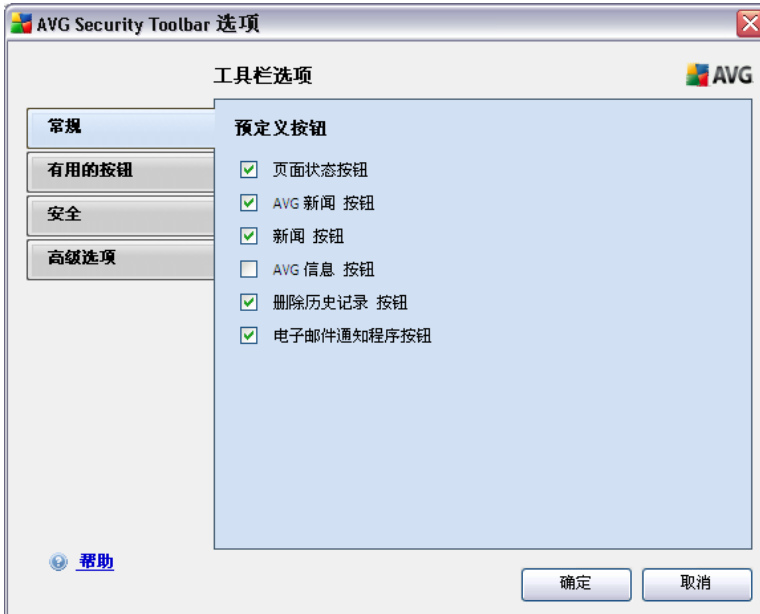 AVG Security Toolbar 选项
工具栏选项
AVG
常规
有用的按钮
安全
高级选项
预定义按钮
页面状态按钮
AVG 新闻 按钮
新闻 按钮
AVG 信息 按钮
删除历史记录 按钮
电子邮件通知程序按钮
帮助
确定
取消